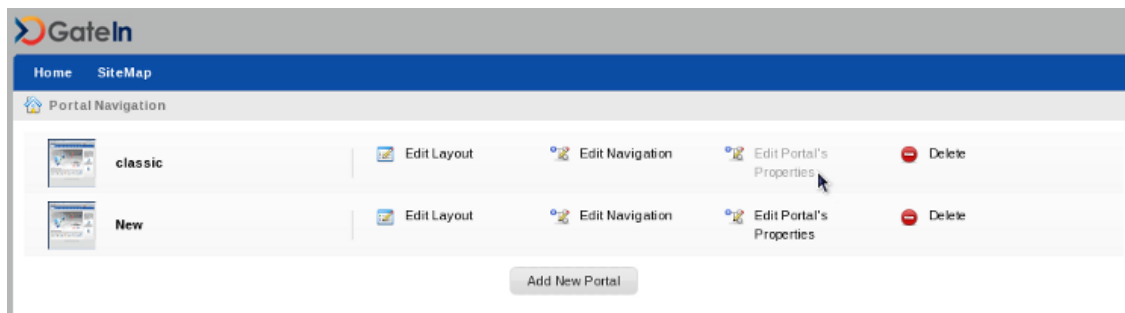 GateIn
Home SiteMap
Portal Navigation
classic Edit Layout Edit Navigation Edit Portal's Properties Delete
New Edit Layout Edit Navigation Edit Portal's Properties Delete
Add New Portal